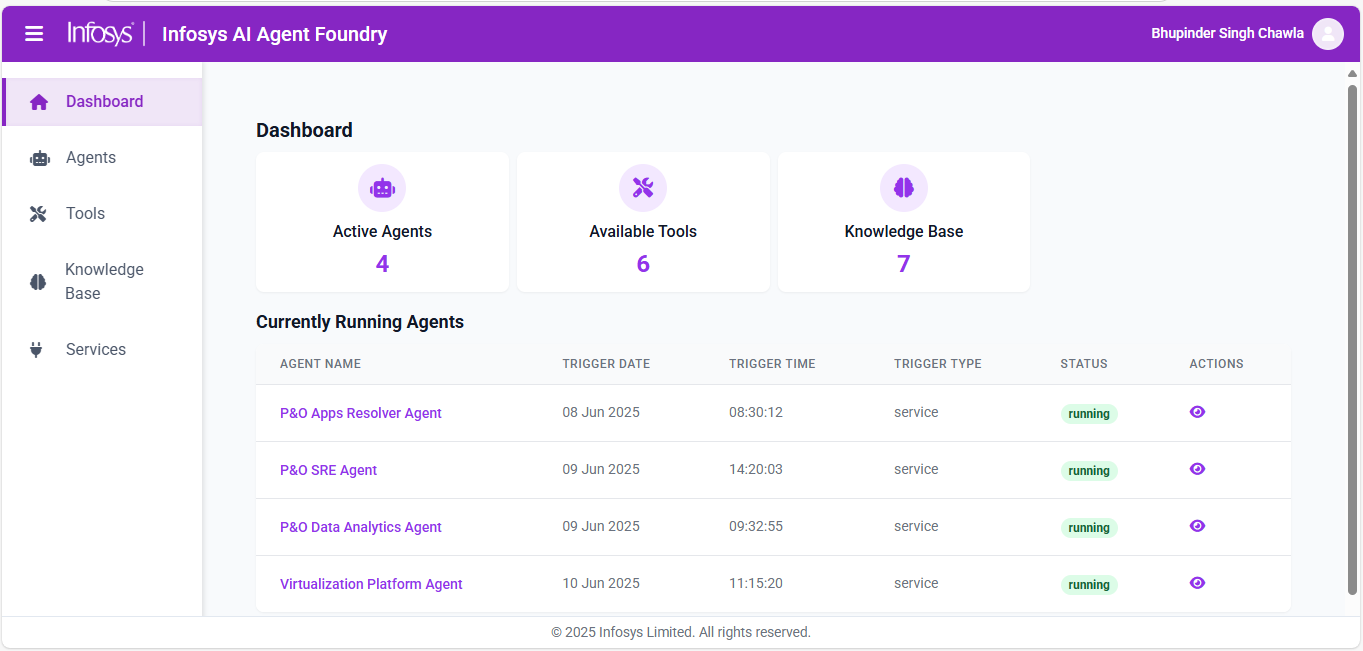 Infosys | Infosys AI Agent Foundry
Bhupinder Singh Chawla
Dashboard
Agents
Tools
Knowledge
Base
Services
Dashboard
Active Agents
4
Available Tools
6
Knowledge Base
7
Currently Running Agents
AGENT NAME TRIGGER DATE TRIGGER TIME TRIGGER TYPE STATUS ACTIONS
P&O Apps Resolver Agent 08 Jun 2025 08:30:12 service running
P&O SRE Agent 09 Jun 2025 14:20:03 service running
P&O Data Analytics Agent 09 Jun 2025 09:32:55 service running
Virtualization Platform Agent 10 Jun 2025 11:15:20 service running
© 2025 Infosys Limited. All rights reserved.